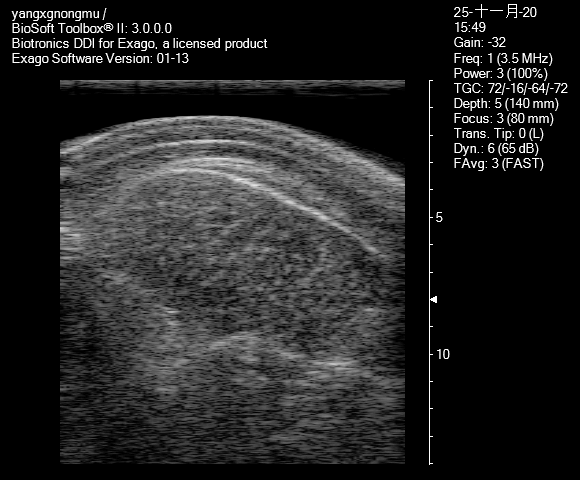 yangxgnongmu /
BioSoft Toolbox® II: 3.0.0.0
Biotronics DDI for Exago, a licensed product
Exago Software Version: 01-13
25-十一月-20
15:49
Gain: -32
Freq: 1 (3.5 MHz)
Power: 3 (100%)
TGC: 72/-16/-64/-72
Depth: 5 (140 mm)
Focus: 3 (80 mm)
Trans. Tip: 0 (L)
Dyn.: 6 (65 dB)
FAvg: 3 (FAST)
5
10